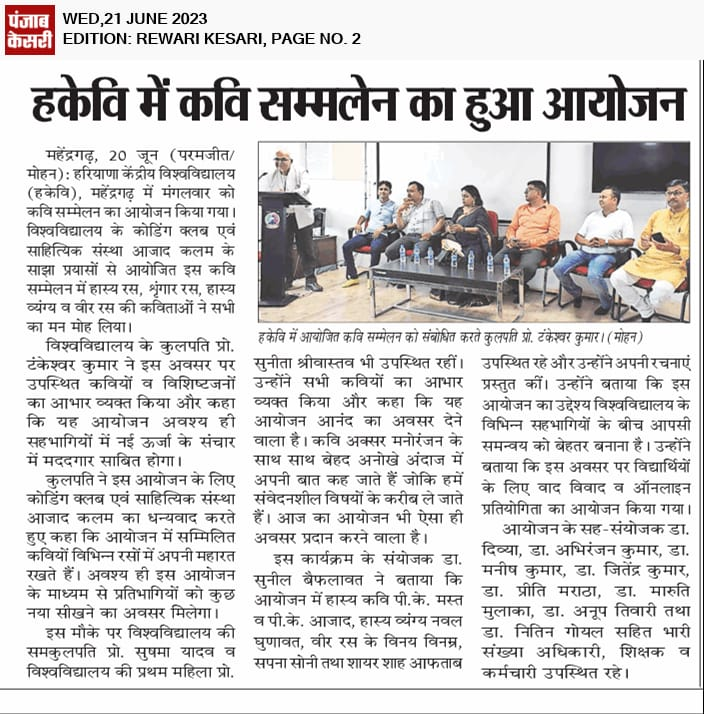 पंजाब
केसरी
WED,21 JUNE 2023
EDITION: REWARI KESARI, PAGE NO. 2
हकेवि में कवि सम्मलेन का हुआ आयोजन
महेंद्रगढ़, 20 जून (परमजीत/
मोहन): हरियाणा केंद्रीय विश्वविद्यालय
(हकेवि), महेंद्रगढ़ में मंगलवार को
कवि सम्मेलन का आयोजन किया गया।
विश्वविद्यालय के कोडिंग क्लब एवं
साहित्यिक संस्था आजाद कलम के
साझा प्रयासों से आयोजित इस कवि
सम्मेलन में हास्य रस, शृंगार रस, हास्य
व्यंग्य व वीर रस की कविताओं ने सभी
का मन मोह लिया।
विश्वविद्यालय के कुलपति प्रो.
टंकेश्वर कुमार ने इस अवसर पर
उपस्थित कवियों व विशिष्टजनों
का आभार व्यक्त किया और कहा
कि यह आयोजन अवश्य ही
सहभागियों में नई ऊर्जा के संचार
में मददगार साबित होगा।
कुलपति ने इस आयोजन के लिए
कोडिंग क्लब एवं साहित्यिक संस्था
आजाद कलम का धन्यवाद करते
हुए कहा कि आयोजन में सम्मिलित
कवियों विभिन्न रसों में अपनी महारत
रखते हैं। अवश्य ही इस आयोजन
के माध्यम से प्रतिभागियों को कुछ
नया सीखने का अवसर मिलेगा।
इस मौके पर विश्वविद्यालय की
समकुलपति प्रो. सुषमा यादव व
विश्वविद्यालय की प्रथम महिला प्रो.
हकेवि में आयोजित कवि सम्मेलन को संबोधित करते कुलपति प्रो. टंकेश्वर कुमार। (मोहन)
सुनीता श्रीवास्तव भी उपस्थित रहीं।
उन्होंने सभी कवियों का आभार
व्यक्त किया और कहा कि यह
आयोजन आनंद का अवसर देने
वाला है। कवि अक्सर मनोरंजन के
साथ साथ बेहद अनोखे अंदाज में
अपनी बात कह जाते हैं जोकि हमें
संवेदनशील विषयों के करीब ले जाते
हैं। आज का आयोजन भी ऐसा ही
अवसर प्रदान करने वाला है।
इस कार्यक्रम के संयोजक डा.
सुनील बैफलावत ने बताया कि
आयोजन में हास्य कवि पी.के. मस्त
व पी.के. आजाद, हास्य व्यंग्य नवल
घुणावत, वीर रस के विनय विनम्र,
सपना सोनी तथा शायर शाह आफताब
उपस्थित रहे और उन्होंने अपनी रचनाएं
प्रस्तुत कीं। उन्होंने बताया कि इस
आयोजन का उद्देश्य विश्वविद्यालय के
विभिन्न सहभागियों के बीच आपसी
समन्वय को बेहतर बनाना है। उन्होंने
बताया कि इस अवसर पर विद्यार्थियों
के लिए वाद विवाद व ऑनलाइन
प्रतियोगिता का आयोजन किया गया।
आयोजन के सह-संयोजक डा.
दिव्या, डा. अभिरंजन कुमार, डा.
मनीष कुमार, डा. जितेंद्र कुमार,
डा. प्रीति मराठा, डा. मारुति
मुलाका, डा. अनूप तिवारी तथा
डा. नितिन गोयल सहित भारी
संख्या अधिकारी, शिक्षक व
कर्मचारी उपस्थित रहे।